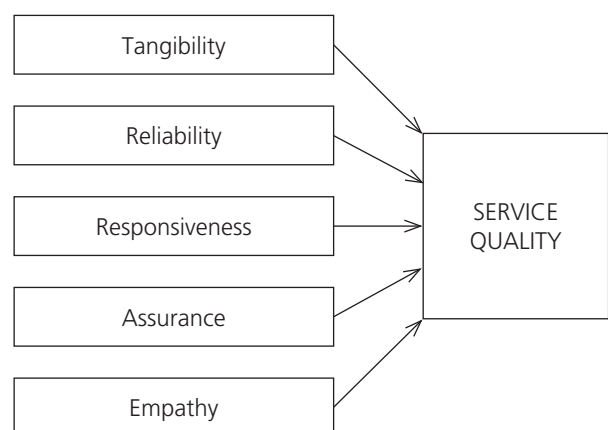 Tangibility
Reliability
Responsiveness
Assurance
Empathy
SERVICE
QUALITY